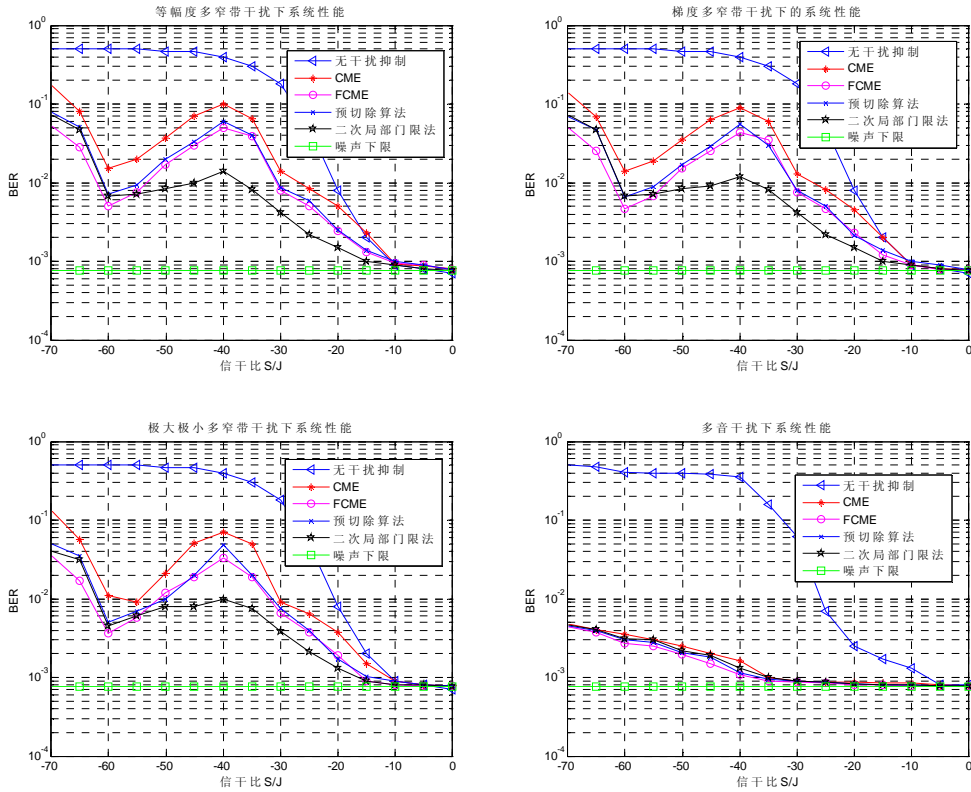 等幅度多窄带干扰下系统性能
10^0
10^-1
10^-2
10^-3
10^-4
BER
无干扰抑制
CME
FCME
预切除算法
二次局部门限法
噪声下限
-70 -60 -50 -40 -30 -20 -10 0
信干比S/J
梯度多窄带干扰下的系统性能
10^0
10^-1
10^-2
10^-3
10^-4
BER
无干扰抑制
CME
FCME
预切除算法
二次局部门限法
噪声下限
-70 -60 -50 -40 -30 -20 -10 0
信干比S/J
极大极小多窄带干扰下系统性能
10^0
10^-1
10^-2
10^-3
10^-4
BER
无干扰抑制
CME
FCME
预切除算法
二次局部门限法
噪声下限
-70 -60 -50 -40 -30 -20 -10 0
信干比S/J
多音干扰下系统性能
10^0
10^-1
10^-2
10^-3
10^-4
BER
无干扰抑制
CME
FCME
预切除算法
二次局部门限法
噪声下限
-70 -60 -50 -40 -30 -20 -10 0
信干比S/J